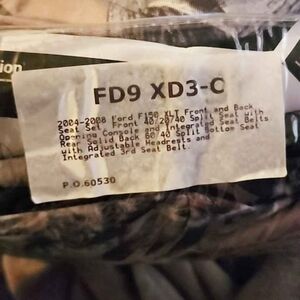 ion
FD9 XD3-C
2004-2008 Ford F150 XLT Front and Back
Seat Set. Front 40/20/40 Split Seat with
Opening Console and Integrated Seat Belts
Rear Solid Back 60/40 Split Bottom Seat
with Adjustable Headrests and
Integrated 3rd Seat Belt.
P.O.60530